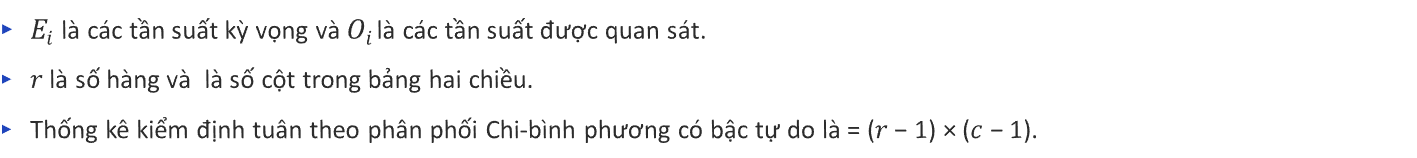 ► Eᵢ là các tần suất kỳ vọng và Oᵢ là các tần suất được quan sát.
► r là số hàng và là số cột trong bảng hai chiều.
► Thống kê kiểm định tuân theo phân phối Chi-bình phương có bậc tự do là = (r − 1) × (c − 1).